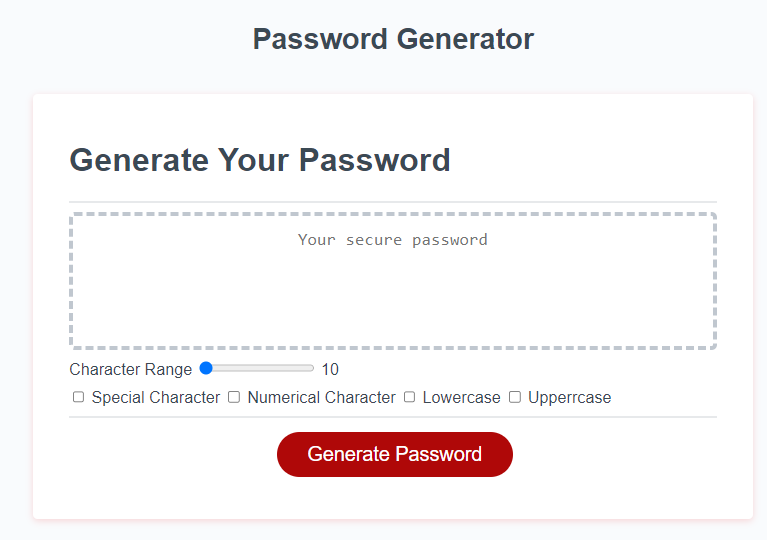 Password Generator
Generate Your Password
Your secure password
Character Range 10
Special Character Numerical Character Lowercase Upperrcase
Generate Password